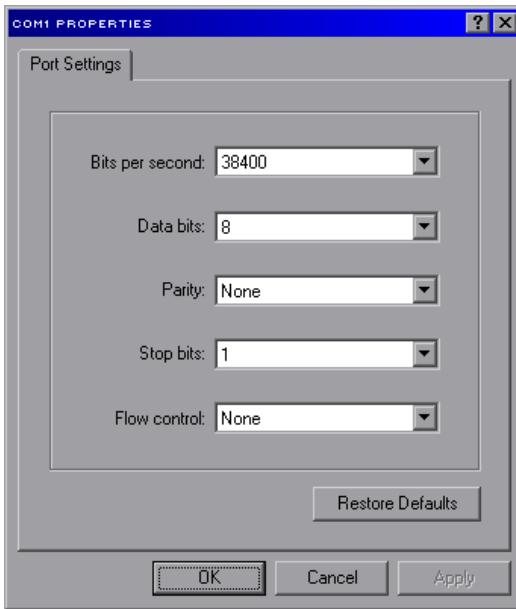 COM1 PROPERTIES
Port Settings
Bits per second: 38400
Data bits: 8
Parity: None
Stop bits: 1
Flow control: None
Restore Defaults
OK Cancel Apply